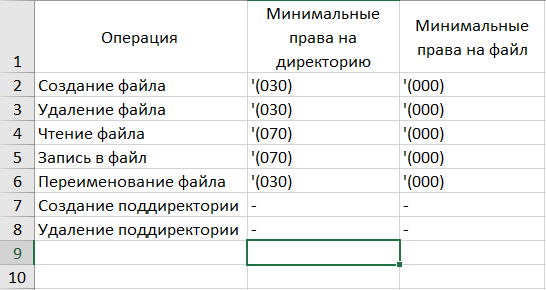 Операция
Минимальные
права на
директорию
Минимальные
права на файл
1
2 Создание файла '(030) '(000)
3 Удаление файла '(030) '(000)
4 Чтение файла '(070) '(000)
5 Запись в файл '(070) '(000)
6 Переименование файла '(030) '(000)
7 Создание поддиректории - -
8 Удаление поддиректории - -
9
10